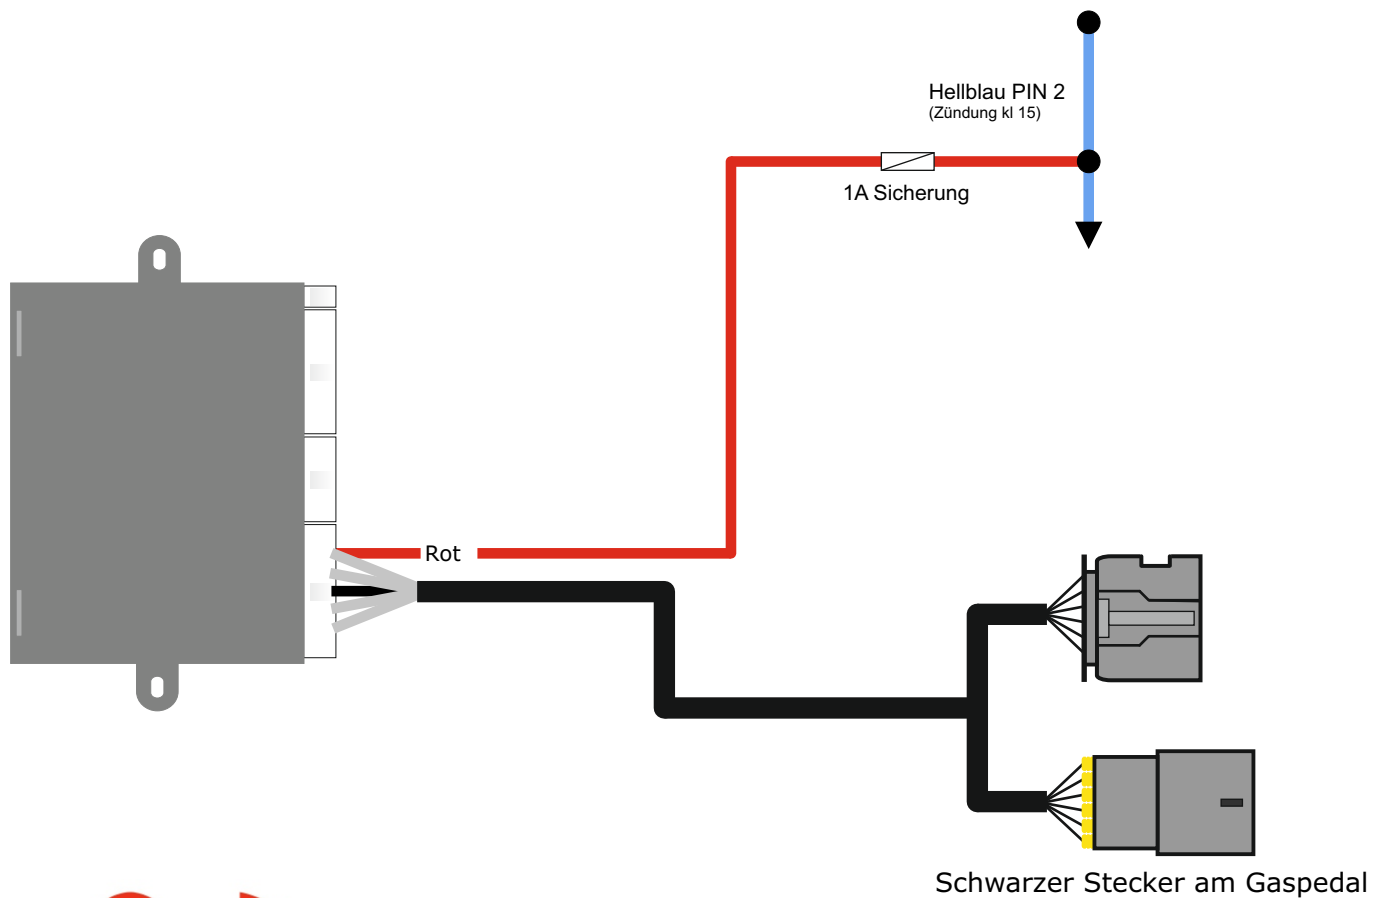 Hellblau PIN 2
(Zündung kl 15)
1A Sicherung
Rot
Schwarzer Stecker am Gaspedal